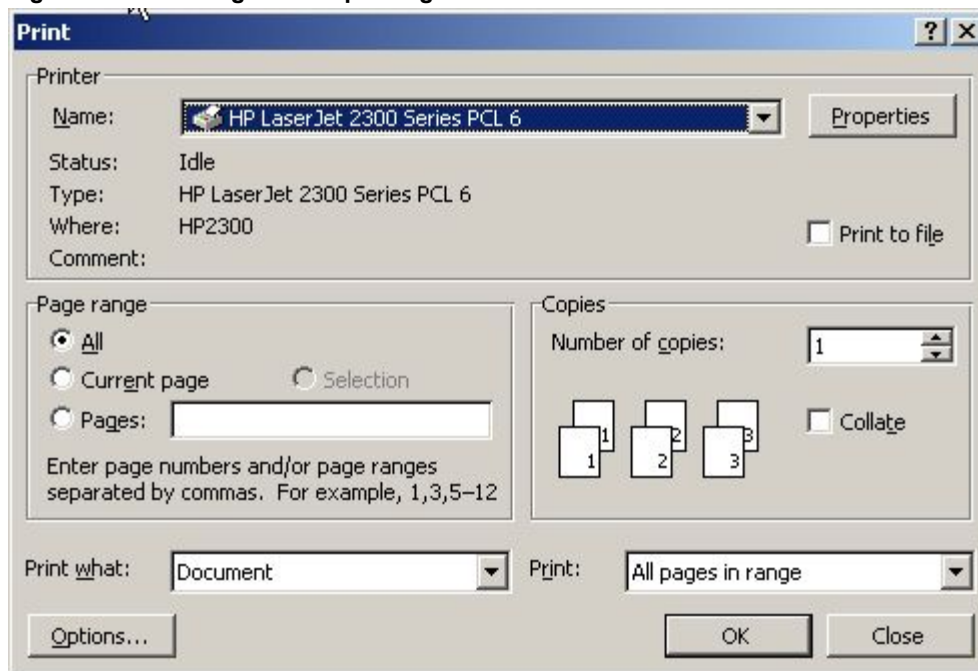 Print
Printer
Name: HP LaserJet 2300 Series PCL 6 Properties
Status: Idle
Type: HP LaserJet 2300 Series PCL 6
Where: HP2300 Print to file
Comment:
Page range
All
Current page Selection
Pages:
Enter page numbers and/or page ranges
separated by commas. For example, 1,3,5–12
Copies
Number of copies: 1
1 1 2 2 3 3
Collate
Print what: Document Print: All pages in range
Options... OK Close